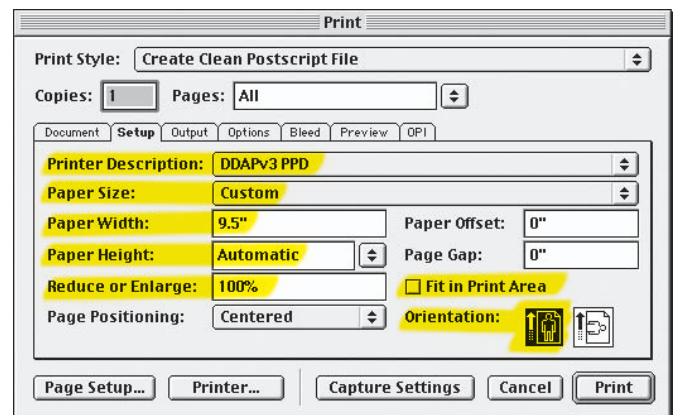 Print
Print Style: Create Clean Postscript File
Copies: 1 Pages: All
Document Setup Output Options Bleed Preview OPI
Printer Description: DDAPv3 PPD
Paper Size: Custom
Paper Width: 9.5" Paper Offset: 0"
Paper Height: Automatic Page Gap: 0"
Reduce or Enlarge: 100% Fit in Print Area
Page Positioning: Centered Orientation:
Page Setup... Printer... Capture Settings Cancel Print